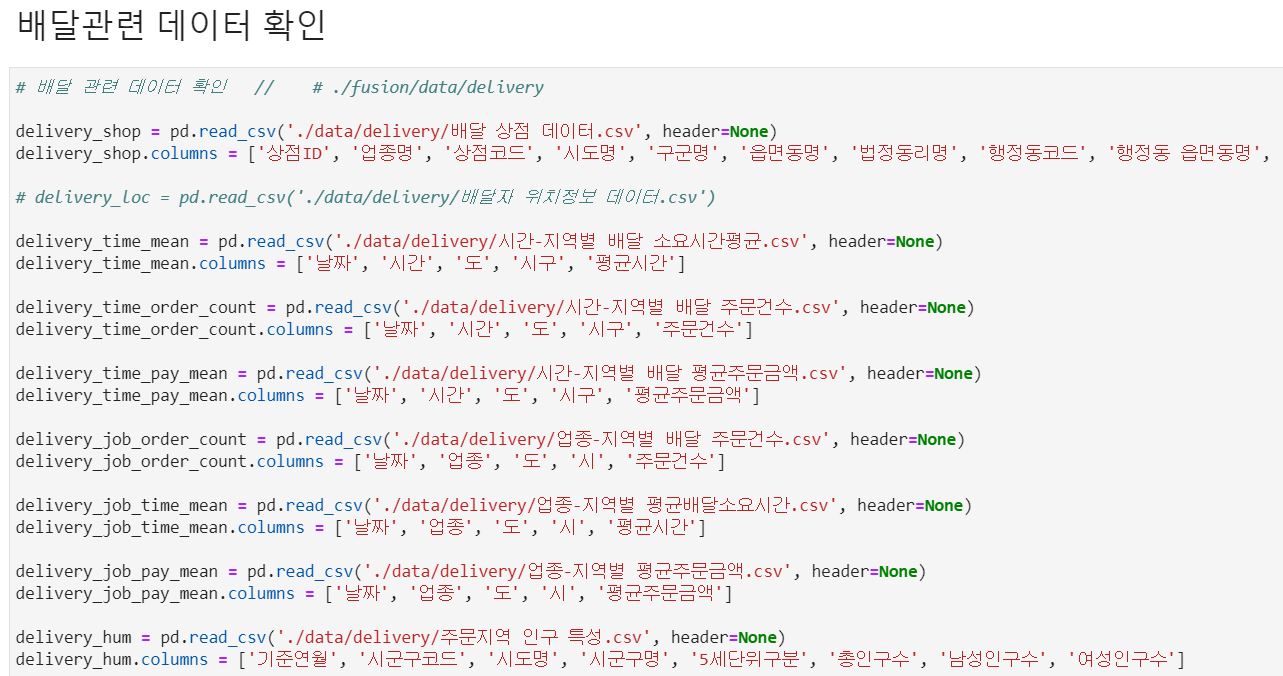 배달관련 데이터 확인
# 배달 관련 데이터 확인 // # ./fusion/data/delivery
delivery_shop = pd.read_csv('./data/delivery/배달 상점 데이터.csv', header=None)
delivery_shop.columns = ['상점ID', '업종명', '상점코드', '시도명', '구군명', '읍면동명', '법정동리명', '행정동코드', '행정동 읍면동명',
# delivery_loc = pd.read_csv('./data/delivery/배달자 위치정보 데이터.csv')
delivery_time_mean = pd.read_csv('./data/delivery/시간-지역별 배달 소요시간평균.csv', header=None)
delivery_time_mean.columns = ['날짜', '시간', '도', '시구', '평균시간']
delivery_time_order_count = pd.read_csv('./data/delivery/시간-지역별 배달 주문건수.csv', header=None)
delivery_time_order_count.columns = ['날짜', '시간', '도', '시구', '주문건수']
delivery_time_pay_mean = pd.read_csv('./data/delivery/시간-지역별 배달 평균주문금액.csv', header=None)
delivery_time_pay_mean.columns = ['날짜', '시간', '도', '시구', '평균주문금액']
delivery_job_order_count = pd.read_csv('./data/delivery/업종-지역별 배달 주문건수.csv', header=None)
delivery_job_order_count.columns = ['날짜', '업종', '도', '시', '주문건수']
delivery_job_time_mean = pd.read_csv('./data/delivery/업종-지역별 평균배달소요시간.csv', header=None)
delivery_job_time_mean.columns = ['날짜', '업종', '도', '시', '평균시간']
delivery_job_pay_mean = pd.read_csv('./data/delivery/업종-지역별 평균주문금액.csv', header=None)
delivery_job_pay_mean.columns = ['날짜', '업종', '도', '시', '평균주문금액']
delivery_hum = pd.read_csv('./data/delivery/주문지역 인구 특성.csv', header=None)
delivery_hum.columns = ['기준연월', '시군구코드', '시도명', '시군구명', '5세단위구분', '총인구수', '남성인구수', '여성인구수']